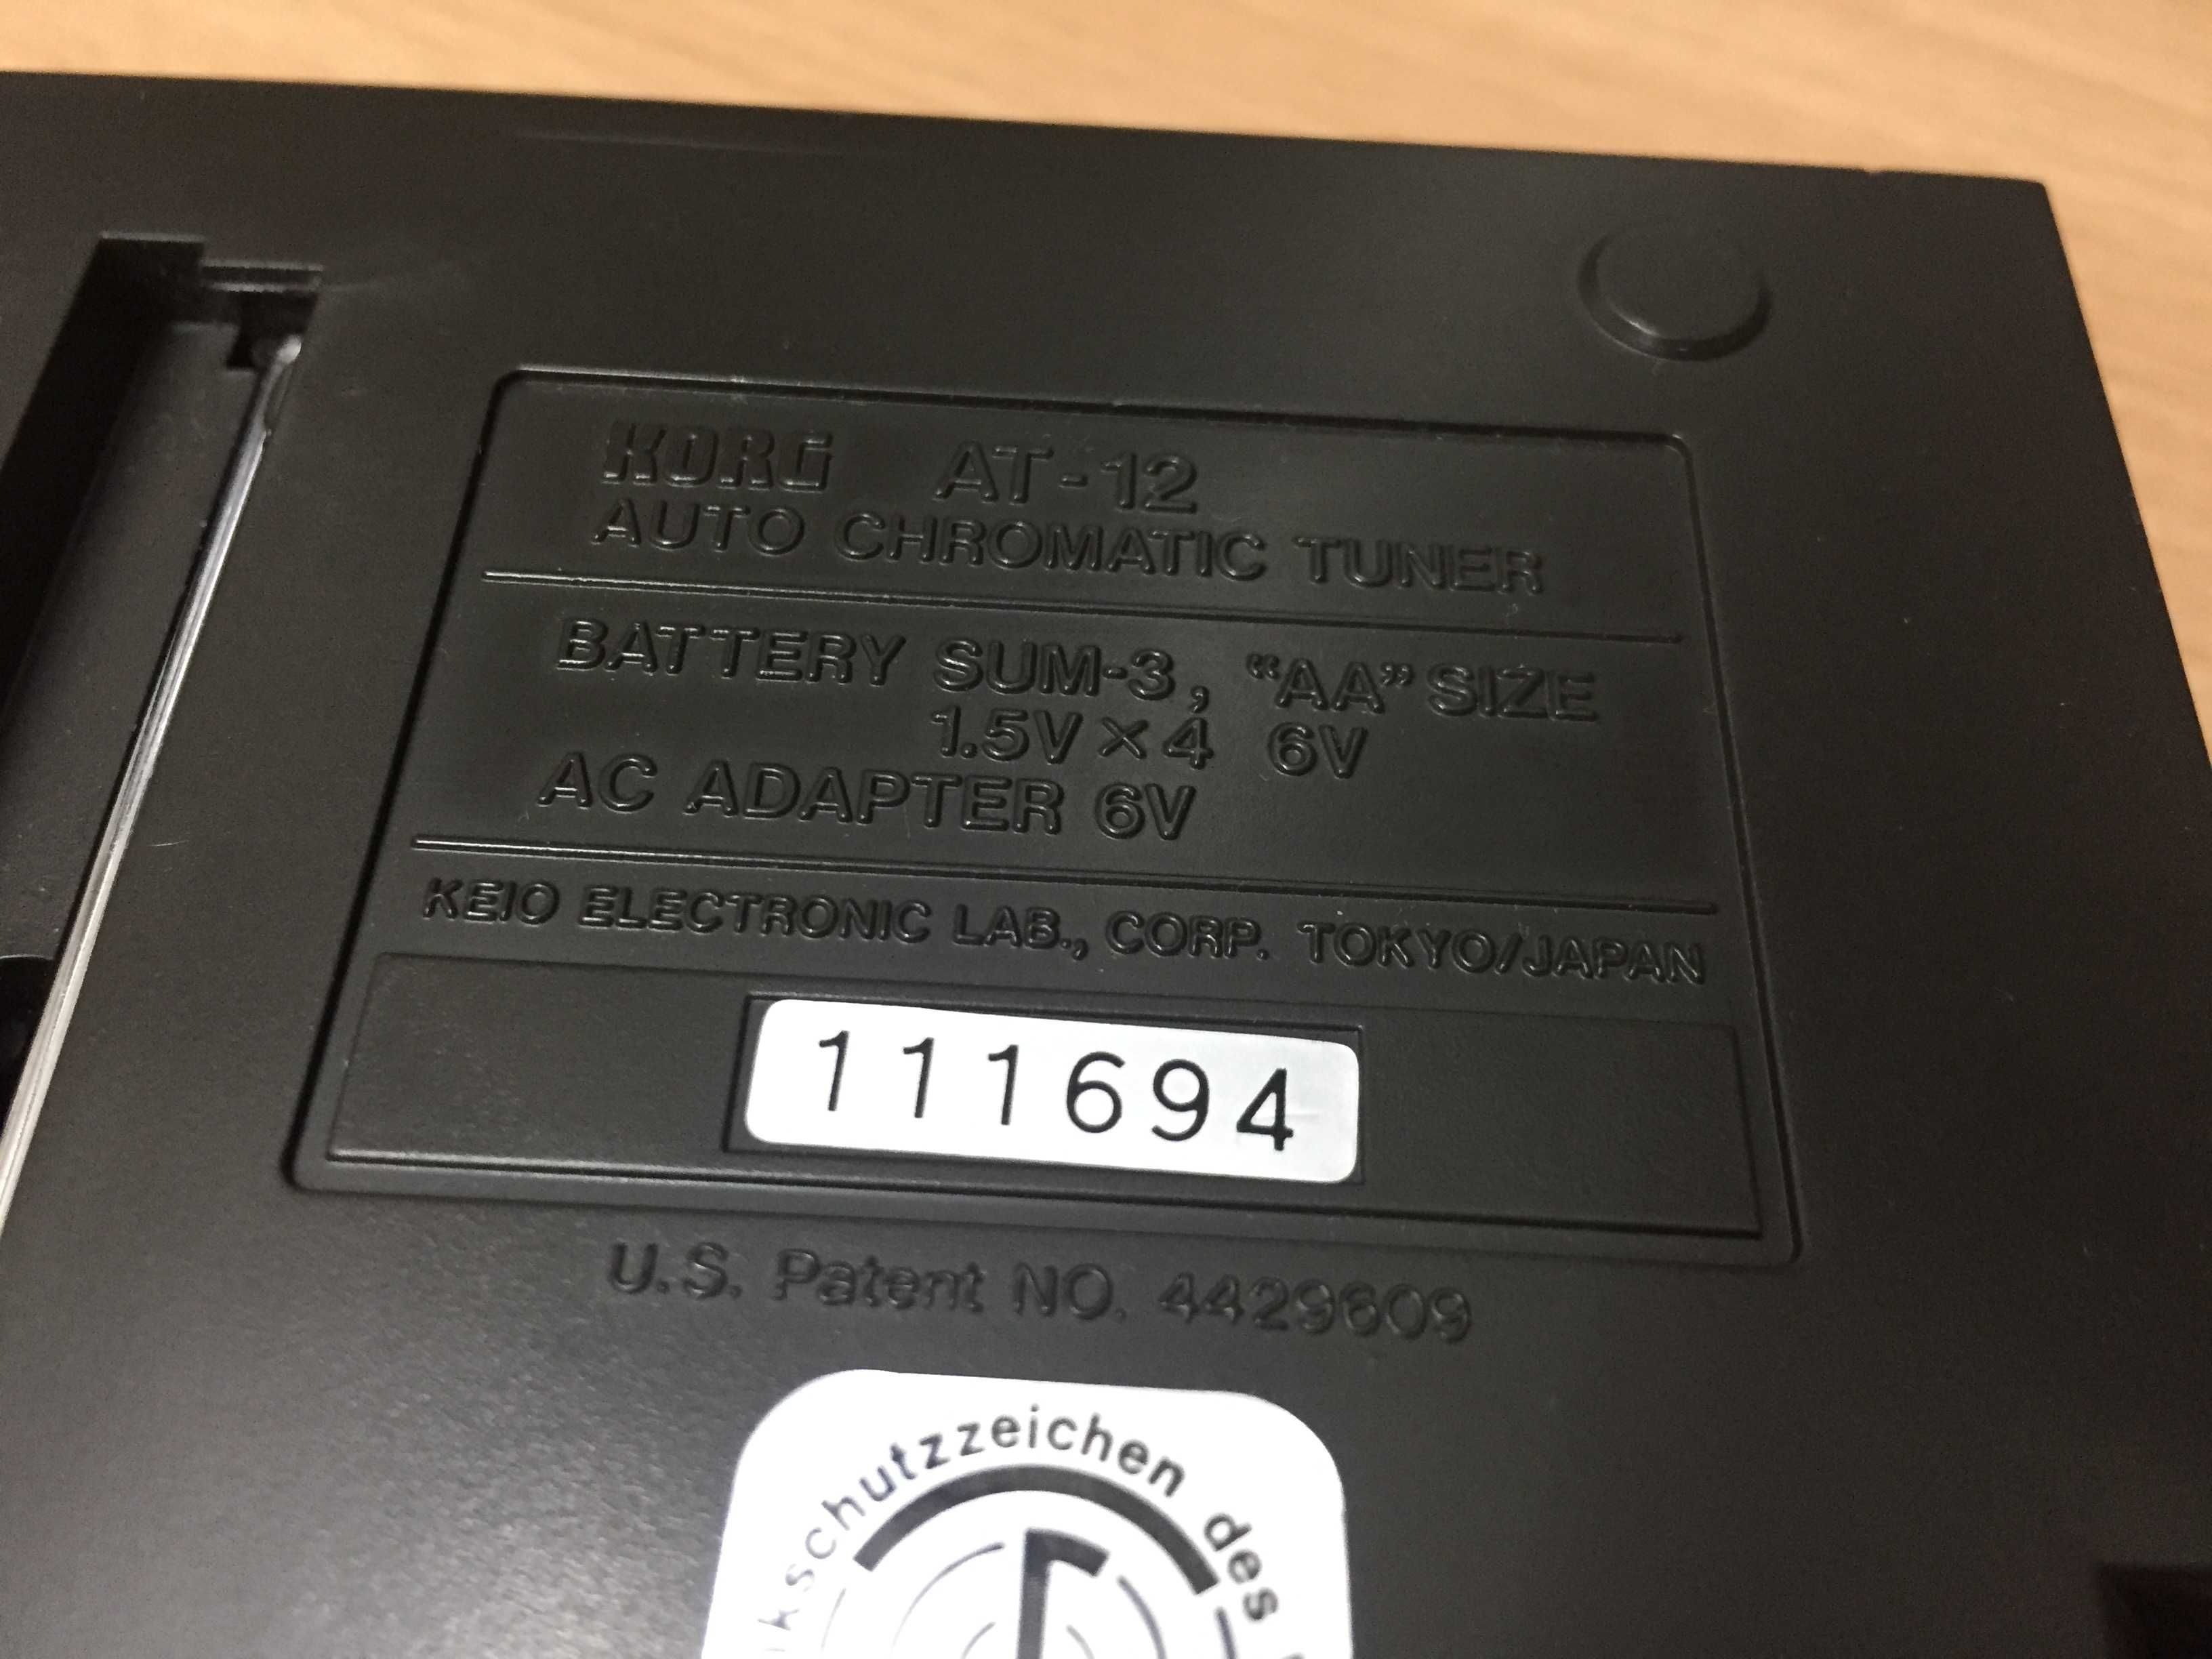 KORG AT-12
AUTO CHROMATIC TUNER
BATTERY SUM-3, “AA” SIZE
1.5V×4 6V
AC ADAPTER 6V
KEIO ELECTRONIC LAB., CORP. TOKYO/JAPAN
111694
U.S. Patent NO. 4429609
kschutzzeichen des